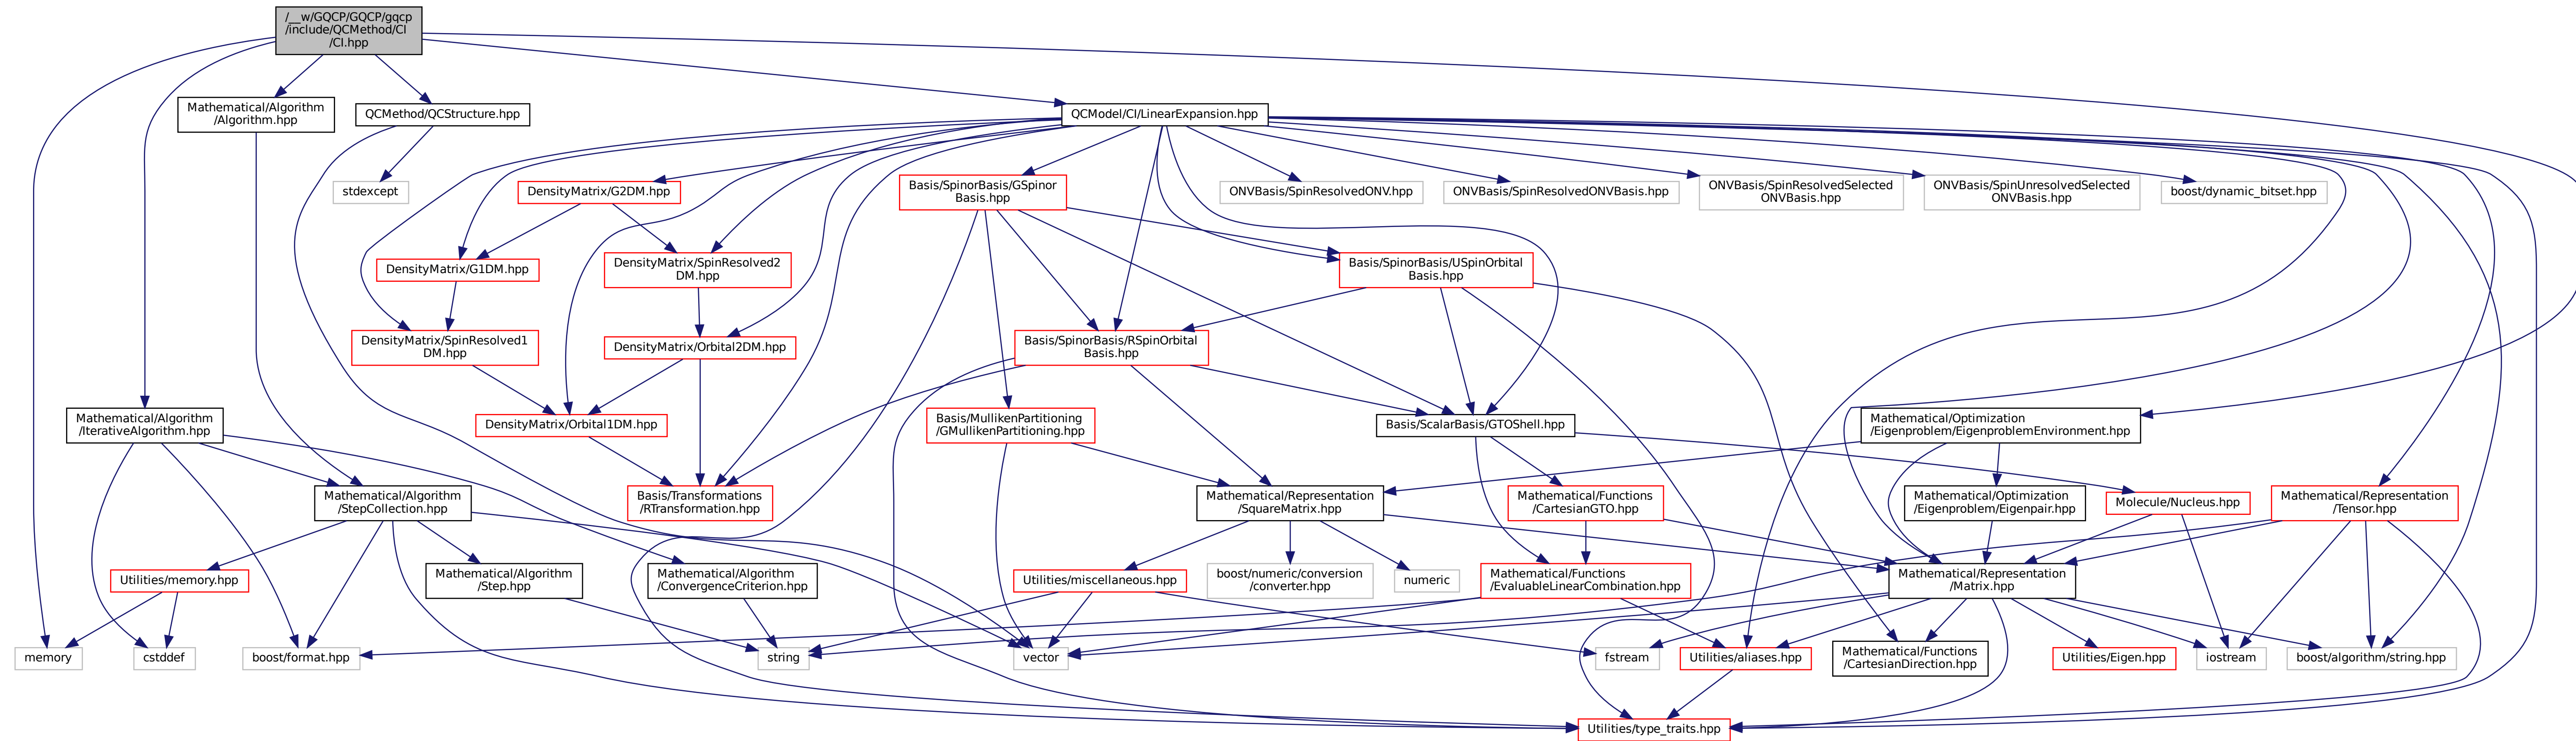 /__w/GQCP/GQCP/gqcp
/include/QCMethod/CI
/CI.hpp
Mathematical/Algorithm
/Algorithm.hpp
QCMethod/QCStructure.hpp
QCModel/CI/LinearExpansion.hpp
stdexcept
DensityMatrix/G2DM.hpp
Basis/SpinorBasis/GSpinor
Basis.hpp
ONVBasis/SpinResolvedONV.hpp
ONVBasis/SpinResolvedONVBasis.hpp
ONVBasis/SpinResolvedSelected
ONVBasis.hpp
ONVBasis/SpinUnresolvedSelected
ONVBasis.hpp
boost/dynamic_bitset.hpp
DensityMatrix/G1DM.hpp
DensityMatrix/SpinResolved2
DM.hpp
Basis/SpinorBasis/USpinOrbital
Basis.hpp
DensityMatrix/SpinResolved1
DM.hpp
DensityMatrix/Orbital2DM.hpp
Basis/SpinorBasis/RSpinOrbital
Basis.hpp
Mathematical/Algorithm
/IterativeAlgorithm.hpp
DensityMatrix/Orbital1DM.hpp
Basis/MullikenPartitioning
/GMullikenPartitioning.hpp
Basis/ScalarBasis/GTOShell.hpp
Mathematical/Optimization
/Eigenproblem/EigenproblemEnvironment.hpp
Mathematical/Algorithm
/StepCollection.hpp
Basis/Transformations
/RTransformation.hpp
Mathematical/Representation
/SquareMatrix.hpp
Mathematical/Functions
/CartesianGTO.hpp
Mathematical/Optimization
/Eigenproblem/Eigenpair.hpp
Molecule/Nucleus.hpp
Mathematical/Representation
/Tensor.hpp
Utilities/memory.hpp
Mathematical/Algorithm
/Step.hpp
Mathematical/Algorithm
/ConvergenceCriterion.hpp
Utilities/miscellaneous.hpp
boost/numeric/conversion
/converter.hpp
numeric
Mathematical/Functions
/EvaluableLinearCombination.hpp
Mathematical/Representation
/Matrix.hpp
memory
cstddef
boost/format.hpp
string
vector
fstream
Utilities/aliases.hpp
Mathematical/Functions
/CartesianDirection.hpp
Utilities/Eigen.hpp
iostream
boost/algorithm/string.hpp
Utilities/type_traits.hpp